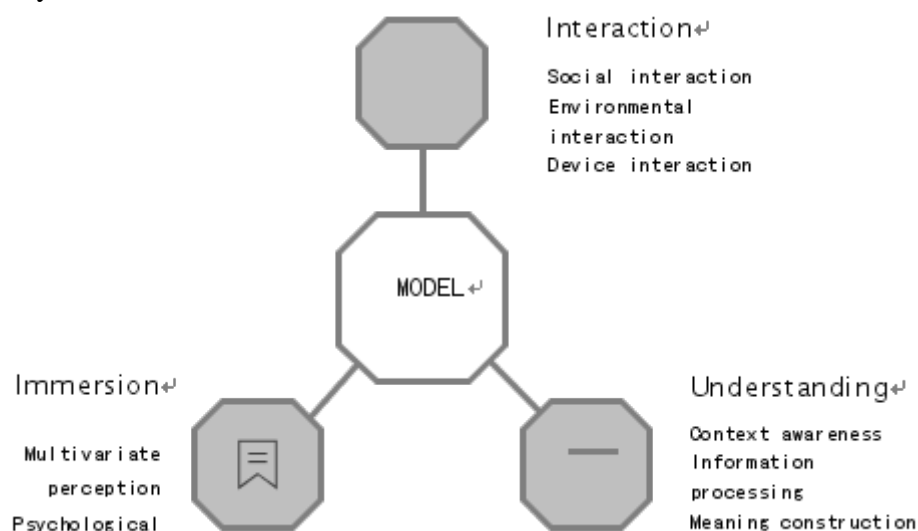 Interaction↵
Social interaction
Environmental
interaction
Device interaction
MODEL↵
Immersion↵
Multivariate
perception
Psychological
Understanding↵
Context awareness
Information
processing
Meaning construction